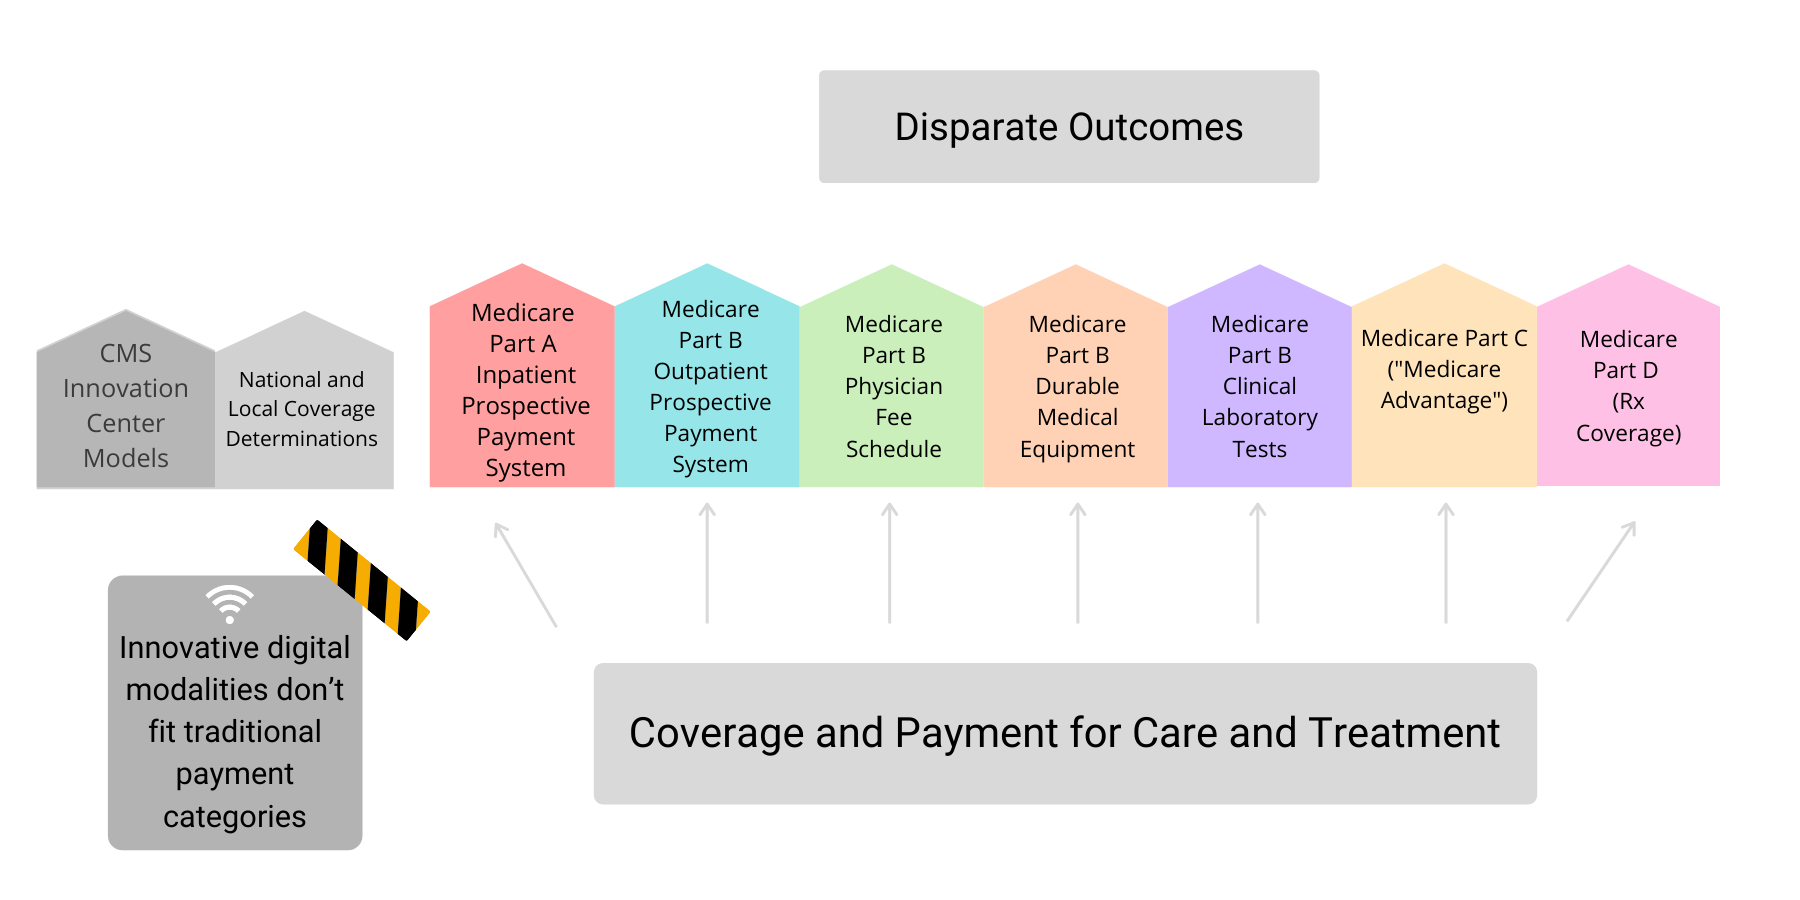 Disparate Outcomes
CMS
Innovation
Center
Models
National and
Local Coverage
Determinations
Medicare
Part A
Inpatient
Prospective
Payment
System
Medicare
Part B
Outpatient
Prospective
Payment
System
Medicare
Part B
Physician
Fee
Schedule
Medicare
Part B
Durable
Medical
Equipment
Medicare
Part B
Clinical
Laboratory
Tests
Medicare Part C
("Medicare
Advantage")
Medicare
Part D
(Rx
Coverage)
Innovative digital
modalities don’t
fit traditional
payment
categories
Coverage and Payment for Care and Treatment